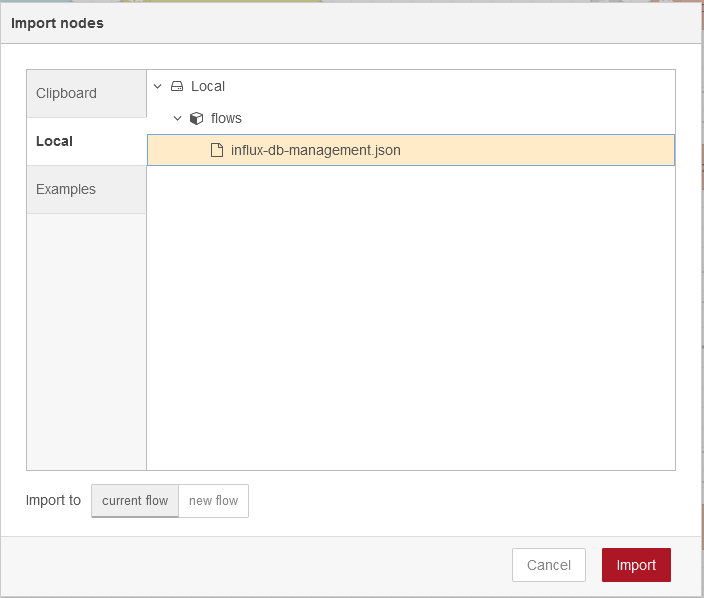 Import nodes
Clipboard
Local
Examples
Local
flows
influx-db-management.json
Import to
current flow
new flow
Cancel
Import